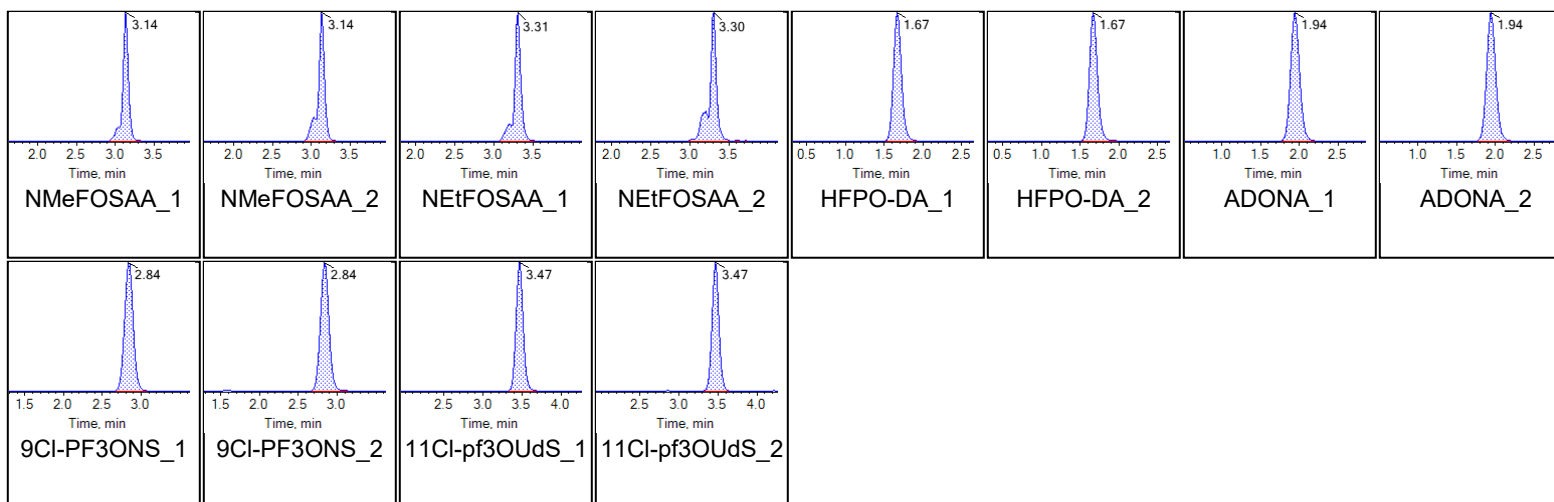 3.14
2.0 2.5 3.0 3.5
Time, min
NMeFOSAA_1
3.14
2.0 2.5 3.0 3.5
Time, min
NMeFOSAA_2
3.31
2.0 2.5 3.0 3.5
Time, min
NEtFOSAA_1
3.30
2.0 2.5 3.0 3.5
Time, min
NEtFOSAA_2
1.67
0.5 1.0 1.5 2.0 2.5
Time, min
HFPO-DA_1
1.67
0.5 1.0 1.5 2.0 2.5
Time, min
HFPO-DA_2
1.94
1.0 1.5 2.0 2.5
Time, min
ADONA_1
1.94
1.0 1.5 2.0 2.5
Time, min
ADONA_2
2.84
1.5 2.0 2.5 3.0
Time, min
9Cl-PF3ONS_1
2.84
1.5 2.0 2.5 3.0
Time, min
9Cl-PF3ONS_2
3.47
2.5 3.0 3.5 4.0
Time, min
11Cl-pf3OUdS_1
3.47
2.5 3.0 3.5 4.0
Time, min
11Cl-pf3OUdS_2